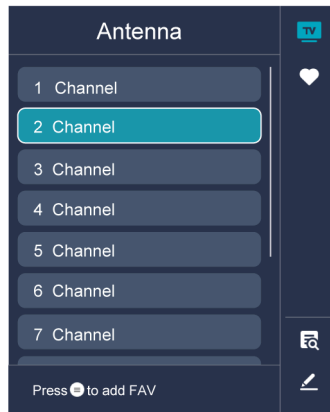 Antenna
TV
1 Channel
2 Channel
3 Channel
4 Channel
5 Channel
6 Channel
7 Channel
Press to add FAV